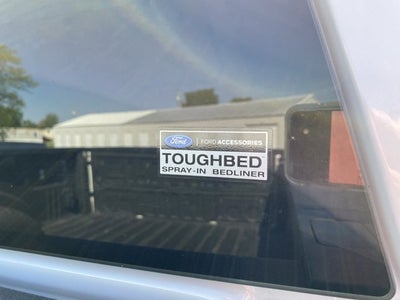 Ford | FORD ACCESSORIES
TOUGHBED
SPRAY-IN BEDLINER